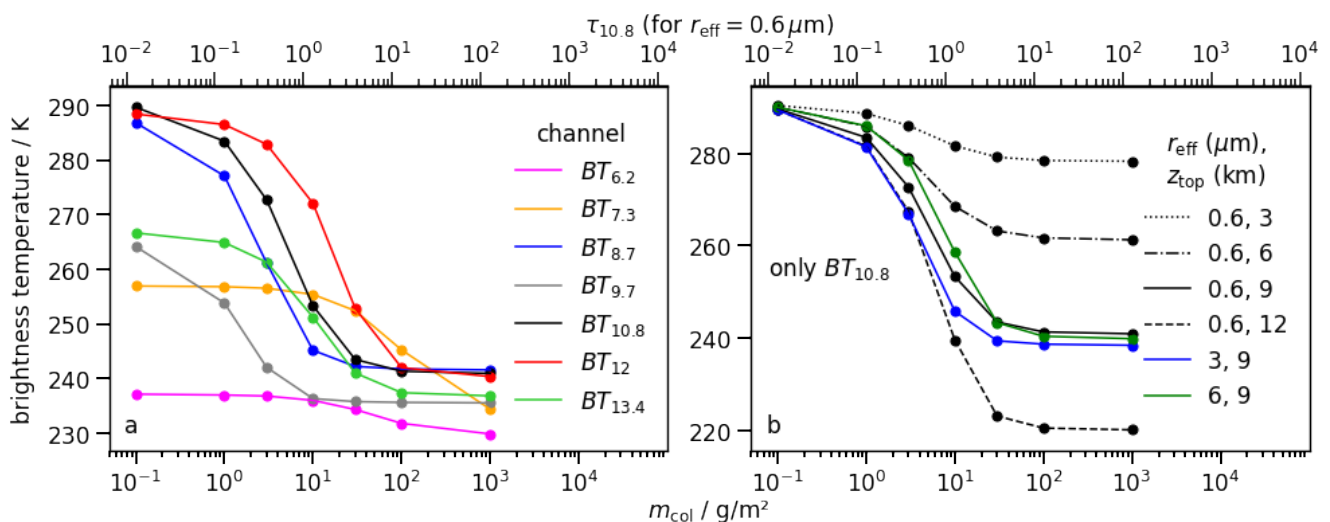 τ10.8 (for reff = 0.6 μm)
10⁻² 10⁻¹ 10⁰ 10¹ 10² 10³ 10⁴
10⁻² 10⁻¹ 10⁰ 10¹ 10² 10³ 10⁴
brightness temperature / K
290
280
270
260
250
240
230
channel
BT6.2
BT7.3
BT8.7
BT9.7
BT10.8
BT12
BT13.4
a
10⁻¹ 10⁰ 10¹ 10² 10³ 10⁴
280
260
240
220
only BT10.8
reff (μm),
ztop (km)
0.6, 3
0.6, 6
0.6, 9
0.6, 12
3, 9
6, 9
b
10⁻¹ 10⁰ 10¹ 10² 10³ 10⁴
mcol / g/m²